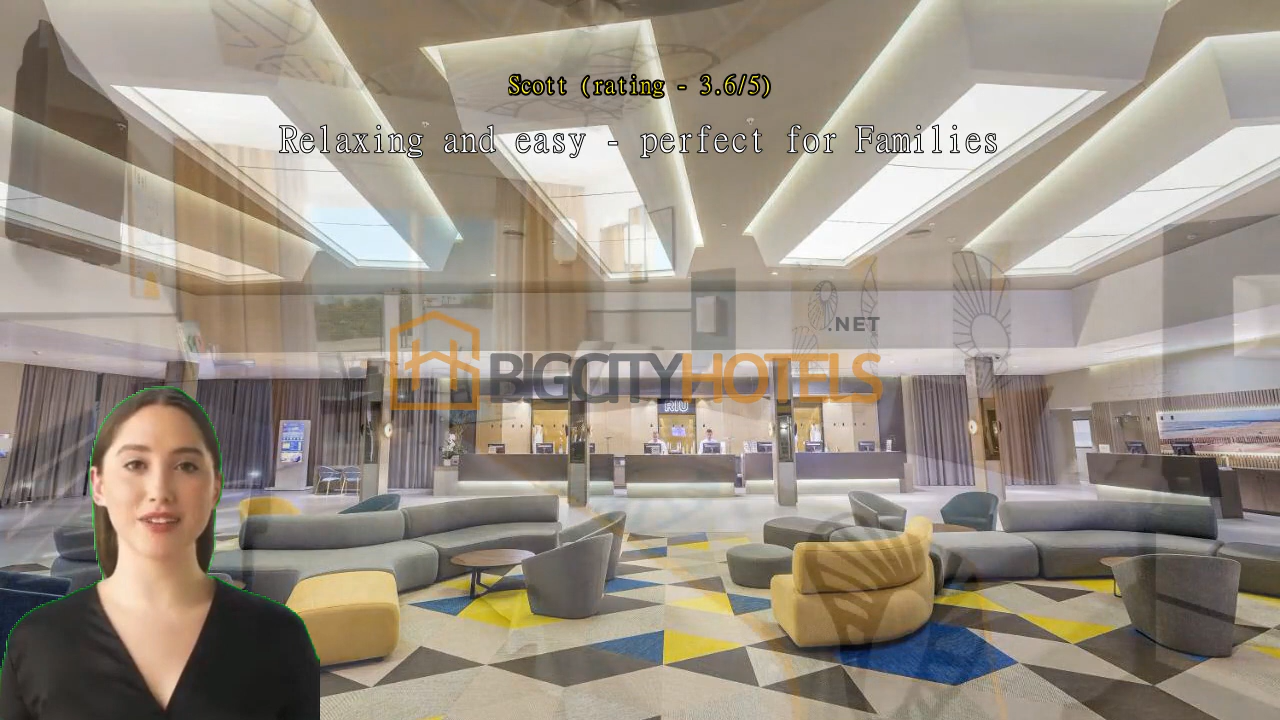 Scott (rating - 3.6/5)
Relaxing and easy - perfect for Families
.NET
BIGCITYHOTELS
RIU